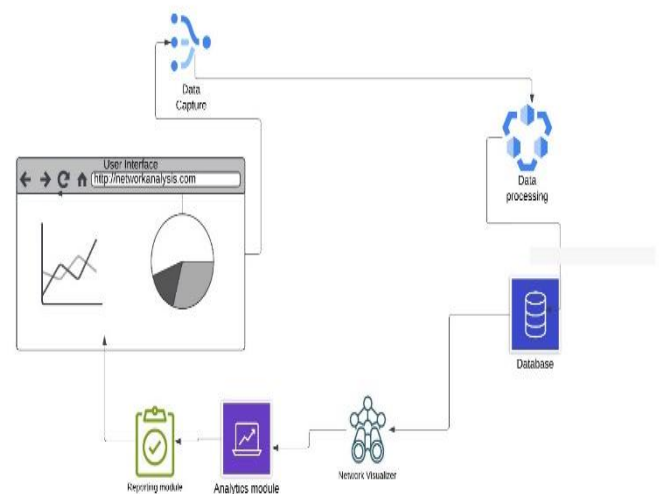 Data
Capture
User Interface
http://networkanalysis.com
Data
processing
Database
Network Visualizer
Reporting module
Analytics module